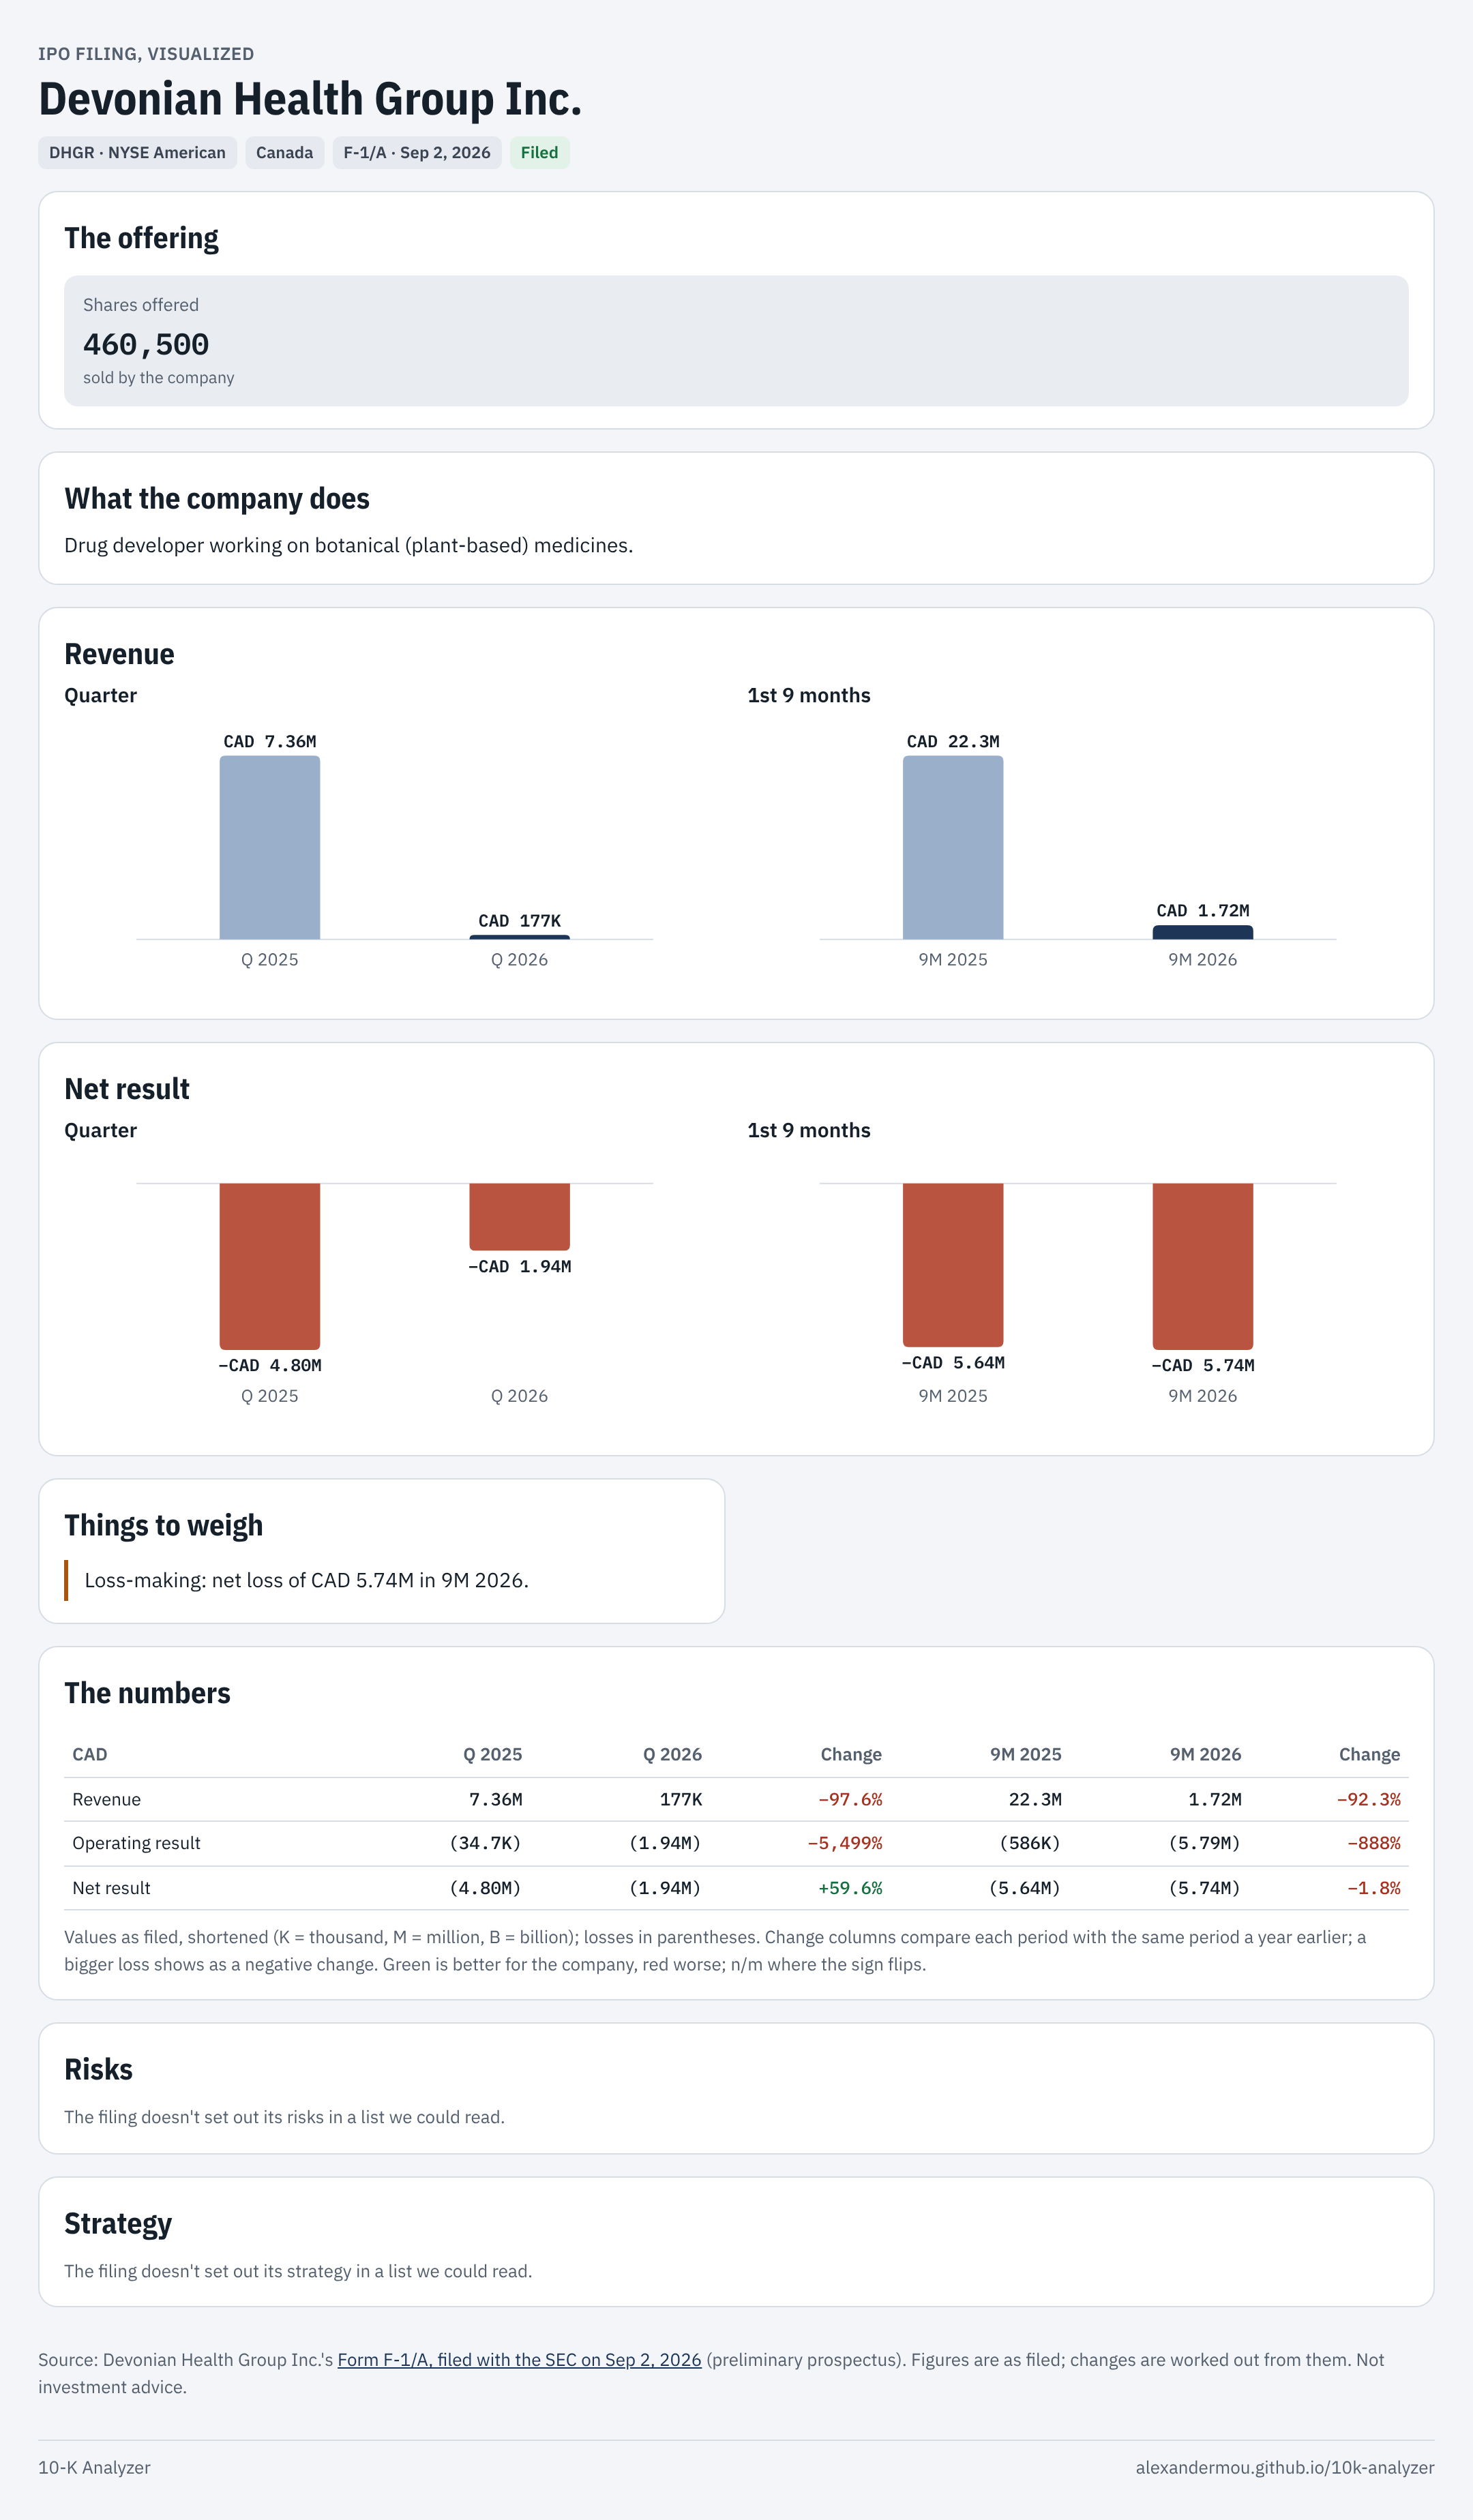 IPO FILING, VISUALIZED
Devonian Health Group Inc.
DHGR · NYSE American
Canada
F-1/A · Sep 2, 2026
Filed
The offering
Shares offered
460,500
sold by the company
What the company does
Drug developer working on botanical (plant-based) medicines.
Revenue
Quarter
CAD 7.36M
CAD 177K
Q 2025
Q 2026
1st 9 months
CAD 22.3M
CAD 1.72M
9M 2025
9M 2026
Net result
Quarter
−CAD 4.80M
−CAD 1.94M
Q 2025
Q 2026
1st 9 months
−CAD 5.64M
−CAD 5.74M
9M 2025
9M 2026
Things to weigh
Loss-making: net loss of CAD 5.74M in 9M 2026.
The numbers
CAD Q 2025 Q 2026 Change 9M 2025 9M 2026 Change
Revenue 7.36M 177K −97.6% 22.3M 1.72M −92.3%
Operating result (34.7K) (1.94M) −5,499% (586K) (5.79M) −888%
Net result (4.80M) (1.94M) +59.6% (5.64M) (5.74M) −1.8%
Values as filed, shortened (K = thousand, M = million, B = billion); losses in parentheses. Change columns compare each period with the same period a year earlier; a
bigger loss shows as a negative change. Green is better for the company, red worse; n/m where the sign flips.
Risks
The filing doesn't set out its risks in a list we could read.
Strategy
The filing doesn't set out its strategy in a list we could read.
Source: Devonian Health Group Inc.'s Form F-1/A, filed with the SEC on Sep 2, 2026 (preliminary prospectus). Figures are as filed; changes are worked out from them. Not
investment advice.
10-K Analyzer
alexandermou.github.io/10k-analyzer